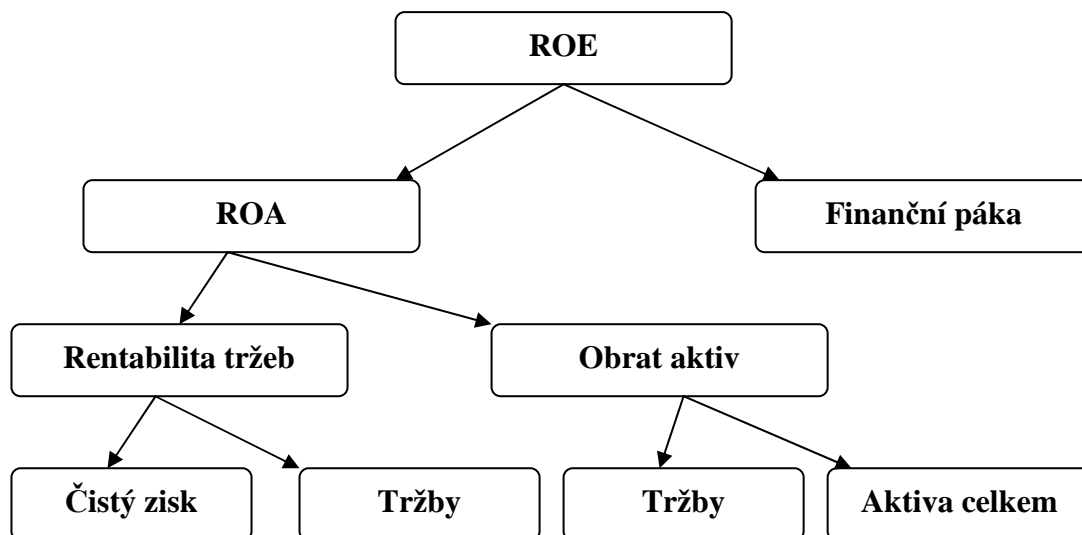 ROE
ROA
Finanční páka
Rentabilita tržeb
Obrat aktiv
Čistý zisk
Tržby
Tržby
Aktiva celkem